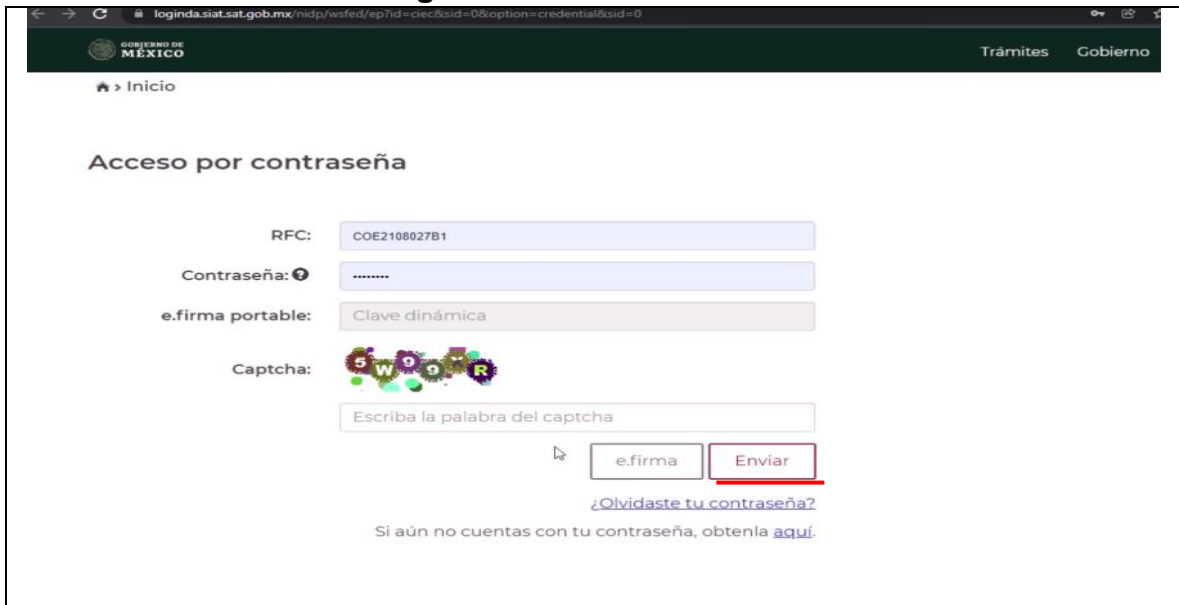 loginda.siat.sat.gob.mx/nidp/wsfed/ep?id=ciec&sid=0&option=credential&sid=0
GOBIERNO DE
MÉXICO
Trámites Gobierno
> Inicio
Acceso por contraseña
RFC: COE2108027B1
Contraseña: ........
e.firma portable: Clave dinámica
Captcha:
Escriba la palabra del captcha
e.firma Enviar
¿Olvidaste tu contraseña?
Si aún no cuentas con tu contraseña, obtenla aquí.